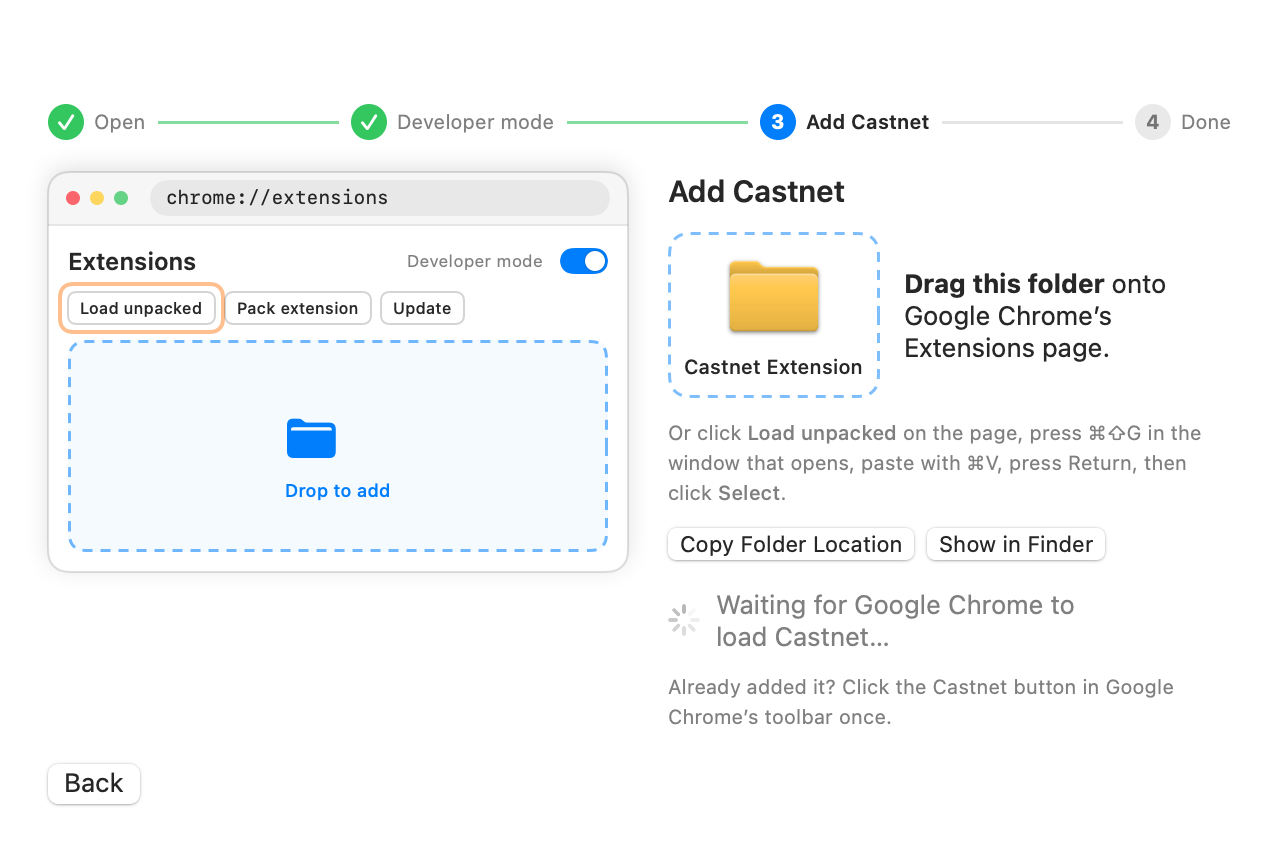 Open
Developer mode
3
Add Castnet
4
Done
chrome://extensions
Extensions
Developer mode
Load unpacked
Pack extension
Update
Drop to add
Add Castnet
Castnet Extension
Drag this folder onto
Google Chrome’s
Extensions page.
Or click Load unpacked on the page, press ⌘⇧G in the
window that opens, paste with ⌘V, press Return, then
click Select.
Copy Folder Location
Show in Finder
Waiting for Google Chrome to
load Castnet…
Already added it? Click the Castnet button in Google
Chrome’s toolbar once.
Back